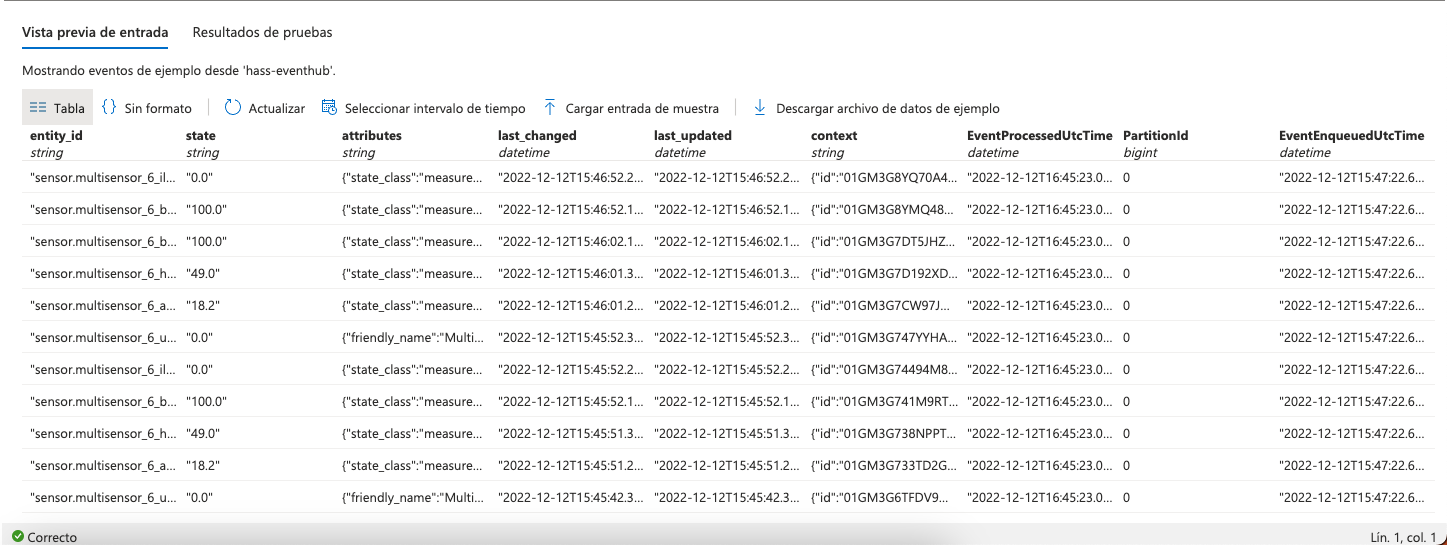 Vista previa de entrada Resultados de pruebas
Mostrando eventos de ejemplo desde 'hass-eventhub'.
Tabla {} Sin formato Actualizar Seleccionar intervalo de tiempo Cargar entrada de muestra Descargar archivo de datos de ejemplo
entity_id state attributes last_changed last_updated context EventProcessedUtcTime PartitionId EventEnqueuedUtcTime
string string string datetime datetime string datetime bigint datetime
"sensor.multisensor_6_il... "0.0" {"state_class":"measure... "2022-12-12T15:46:52.2... "2022-12-12T15:46:52.2... {"id":"01GM3G8YQ70A4... "2022-12-12T16:45:23.0... 0 "2022-12-12T15:47:22.6...
"sensor.multisensor_6_b... "100.0" {"state_class":"measure... "2022-12-12T15:46:52.1... "2022-12-12T15:46:52.1... {"id":"01GM3G8YMQ48... "2022-12-12T16:45:23.0... 0 "2022-12-12T15:47:22.6...
"sensor.multisensor_6_b... "100.0" {"state_class":"measure... "2022-12-12T15:46:02.1... "2022-12-12T15:46:02.1... {"id":"01GM3G7DT5JHZ... "2022-12-12T16:45:23.0... 0 "2022-12-12T15:47:22.6...
"sensor.multisensor_6_h... "49.0" {"state_class":"measure... "2022-12-12T15:46:01.3... "2022-12-12T15:46:01.3... {"id":"01GM3G7D192XD... "2022-12-12T16:45:23.0... 0 "2022-12-12T15:47:22.6...
"sensor.multisensor_6_a... "18.2" {"state_class":"measure... "2022-12-12T15:46:01.2... "2022-12-12T15:46:01.2... {"id":"01GM3G7CW97J... "2022-12-12T16:45:23.0... 0 "2022-12-12T15:47:22.6...
"sensor.multisensor_6_u... "0.0" {"friendly_name":"Multi... "2022-12-12T15:45:52.3... "2022-12-12T15:45:52.3... {"id":"01GM3G747YYHA... "2022-12-12T16:45:23.0... 0 "2022-12-12T15:47:22.6...
"sensor.multisensor_6_il... "0.0" {"state_class":"measure... "2022-12-12T15:45:52.2... "2022-12-12T15:45:52.2... {"id":"01GM3G74494M8... "2022-12-12T16:45:23.0... 0 "2022-12-12T15:47:22.6...
"sensor.multisensor_6_b... "100.0" {"state_class":"measure... "2022-12-12T15:45:52.1... "2022-12-12T15:45:52.1... {"id":"01GM3G741M9RT... "2022-12-12T16:45:23.0... 0 "2022-12-12T15:47:22.6...
"sensor.multisensor_6_h... "49.0" {"state_class":"measure... "2022-12-12T15:45:51.3... "2022-12-12T15:45:51.3... {"id":"01GM3G738NPPT... "2022-12-12T16:45:23.0... 0 "2022-12-12T15:47:22.6...
"sensor.multisensor_6_a... "18.2" {"state_class":"measure... "2022-12-12T15:45:51.2... "2022-12-12T15:45:51.2... {"id":"01GM3G733TD2G... "2022-12-12T16:45:23.0... 0 "2022-12-12T15:47:22.6...
"sensor.multisensor_6_u... "0.0" {"friendly_name":"Multi... "2022-12-12T15:45:42.3... "2022-12-12T15:45:42.3... {"id":"01GM3G6TFDV9... "2022-12-12T16:45:23.0... 0 "2022-12-12T15:47:22.6...
Correcto Lín. 1, col. 1